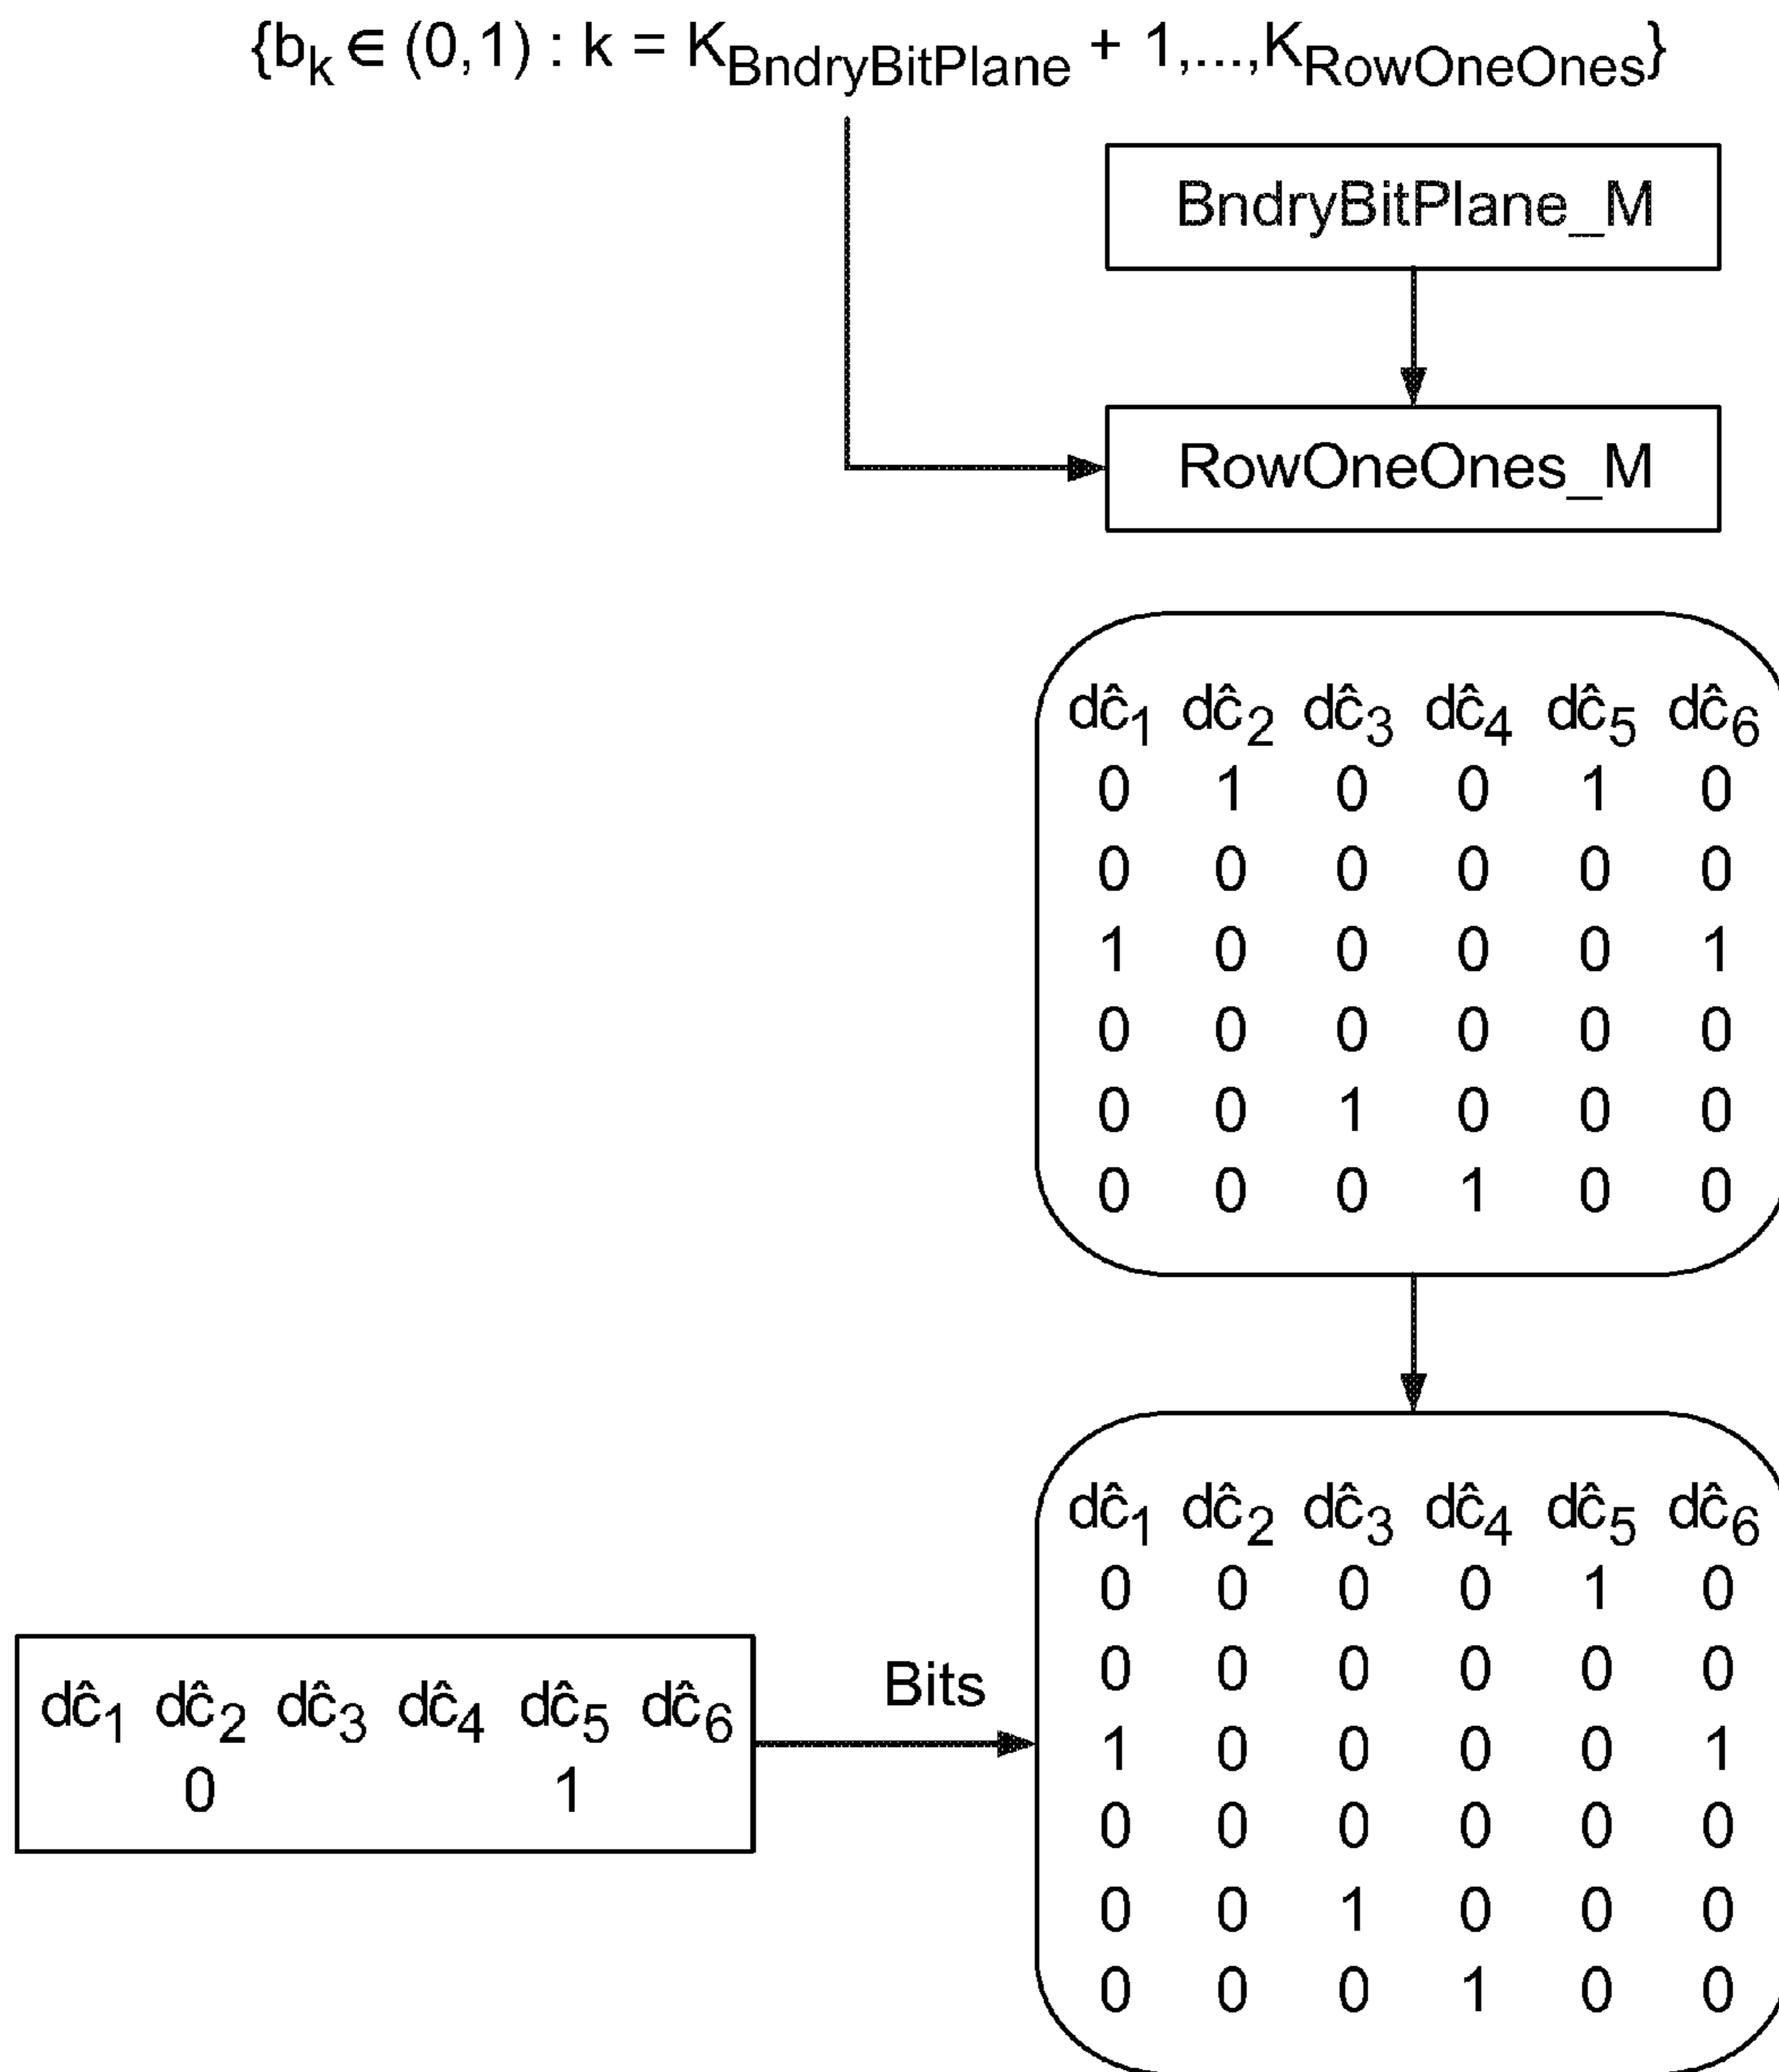 {b_k ∈ (0,1) : k = K_BndryBitPlane + 1,...,K_RowOneOnes}
BndryBitPlane_M
RowOneOnes_M
dĉ₁ dĉ₂ dĉ₃ dĉ₄ dĉ₅ dĉ₆
0 1 0 0 1 0
0 0 0 0 0 0
1 0 0 0 0 1
0 0 0 0 0 0
0 0 1 0 0 0
0 0 0 1 0 0
dĉ₁ dĉ₂ dĉ₃ dĉ₄ dĉ₅ dĉ₆
0 1
Bits
dĉ₁ dĉ₂ dĉ₃ dĉ₄ dĉ₅ dĉ₆
0 0 0 0 1 0
0 0 0 0 0 0
1 0 0 0 0 1
0 0 0 0 0 0
0 0 1 0 0 0
0 0 0 1 0 0